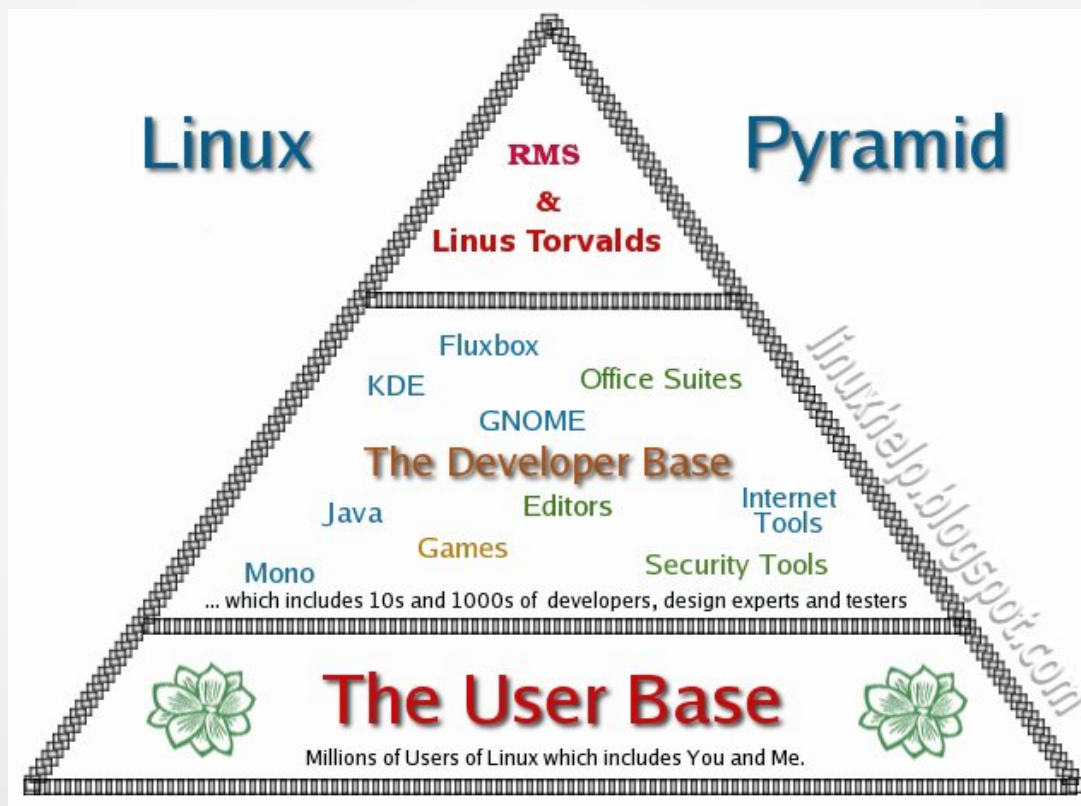 Linux Pyramid
RMS
&
Linus Torvalds
Fluxbox
KDE
Office Suites
GNOME
The Developer Base
Java
Editors
Internet
Tools
Games
Security Tools
Mono
... which includes 10s and 1000s of developers, design experts and testers
The User Base
Millions of Users of Linux which includes You and Me.
linuxhelp.blogspot.com